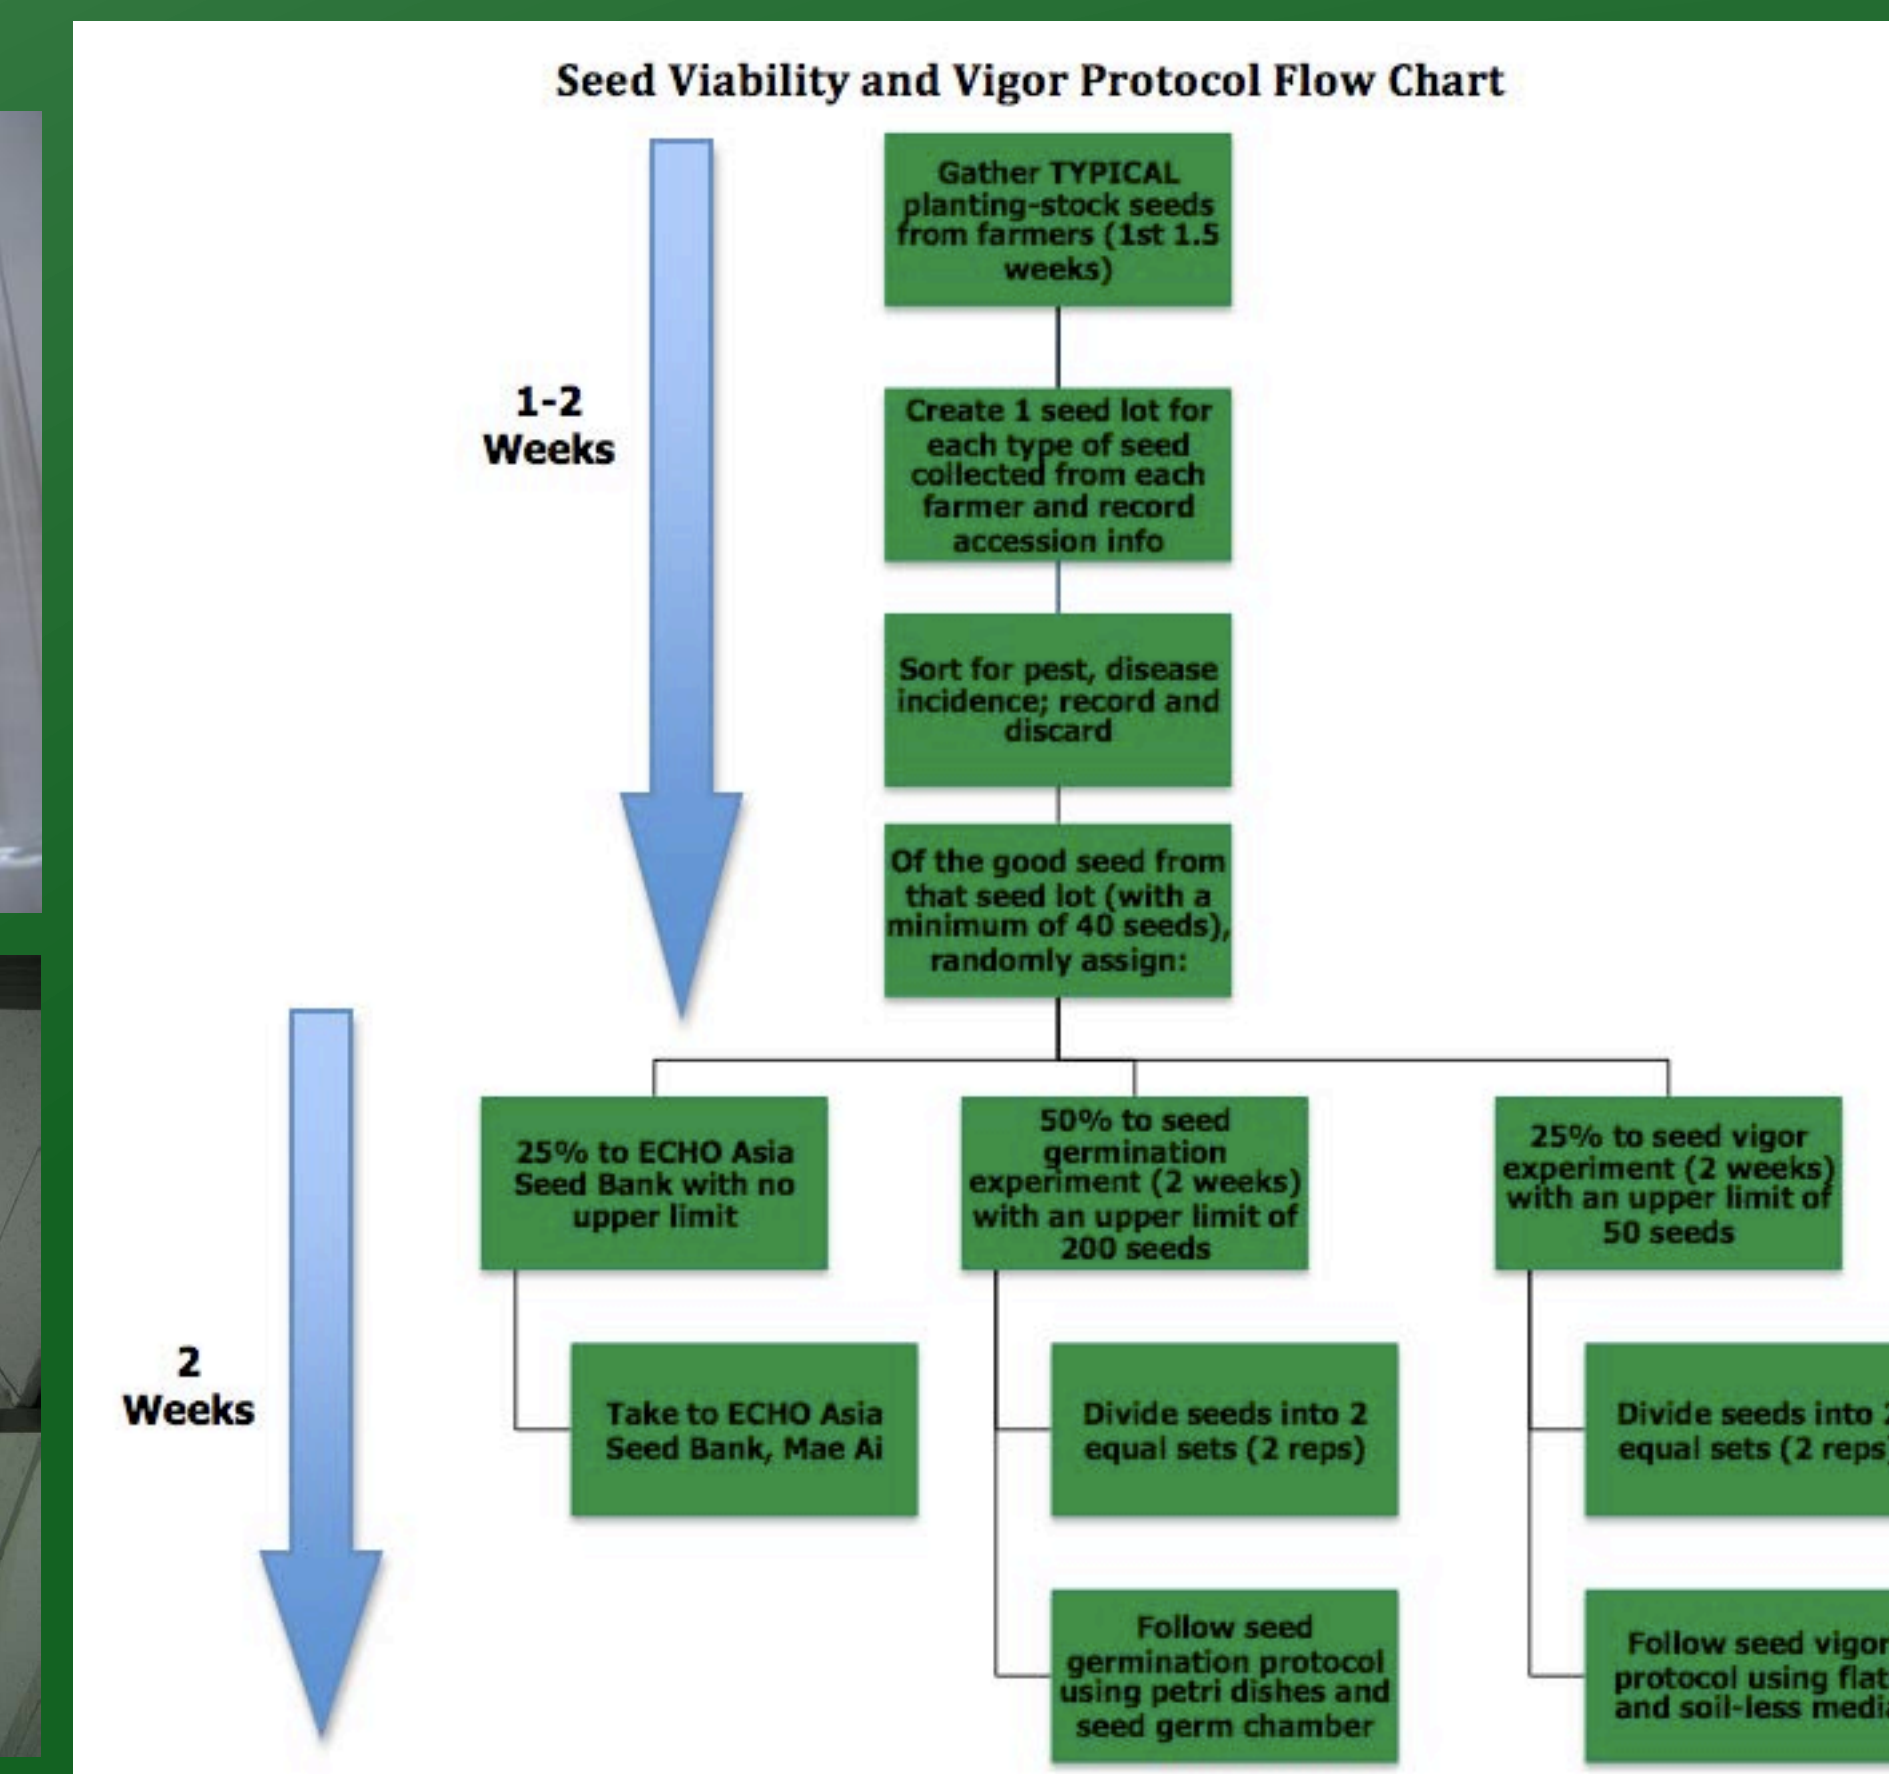 Seed Viability and Vigor Protocol Flow Chart
1-2
Weeks
Gather TYPICAL
planting-stock seeds
from farmers (1st 1.5
weeks)
Create 1 seed lot for
each type of seed
collected from each
farmer and record
accession info
Sort for pest, disease
incidence; record and
discard
Of the good seed from
that seed lot (with a
minimum of 40 seeds),
randomly assign:
2
Weeks
25% to ECHO Asia
Seed Bank with no
upper limit
Take to ECHO Asia
Seed Bank, Mae Ai
50% to seed
germination
experiment (2 weeks)
with an upper limit of
200 seeds
Divide seeds into 2
equal sets (2 reps)
Follow seed
germination protocol
using petri dishes and
seed germ chamber
25% to seed vigor
experiment (2 weeks)
with an upper limit of
50 seeds
Divide seeds into 2
equal sets (2 reps)
Follow seed vigor
protocol using flat
and soil-less media